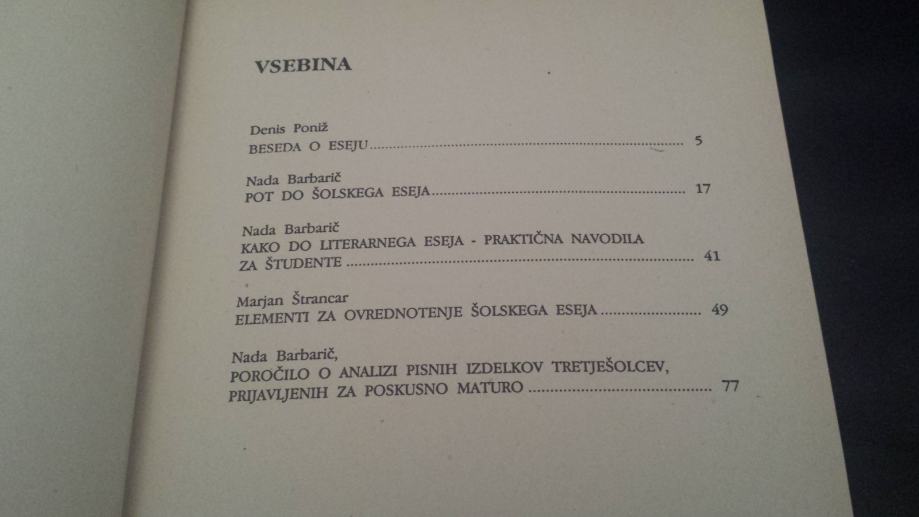 VSEBINA
Denis Poniž
BESEDA O ESEJU........................................................................ 5
Nada Barbarič
POT DO ŠOLSKEGA ESEJA........................................................... 17
Nada Barbarič
KAKO DO LITERARNEGA ESEJA - PRAKTIČNA NAVODILA
ZA ŠTUDENTE ............................................................................... 41
Marjan Štrancar
ELEMENTI ZA OVREDNOTENJE ŠOLSKEGA ESEJA ....................... 49
Nada Barbarič,
POROČILO O ANALIZI PISNIH IZDELKOV TRETJEŠOLCEV,
PRIJAVLJENIH ZA POSKUSNO MATURO ......................................... 77